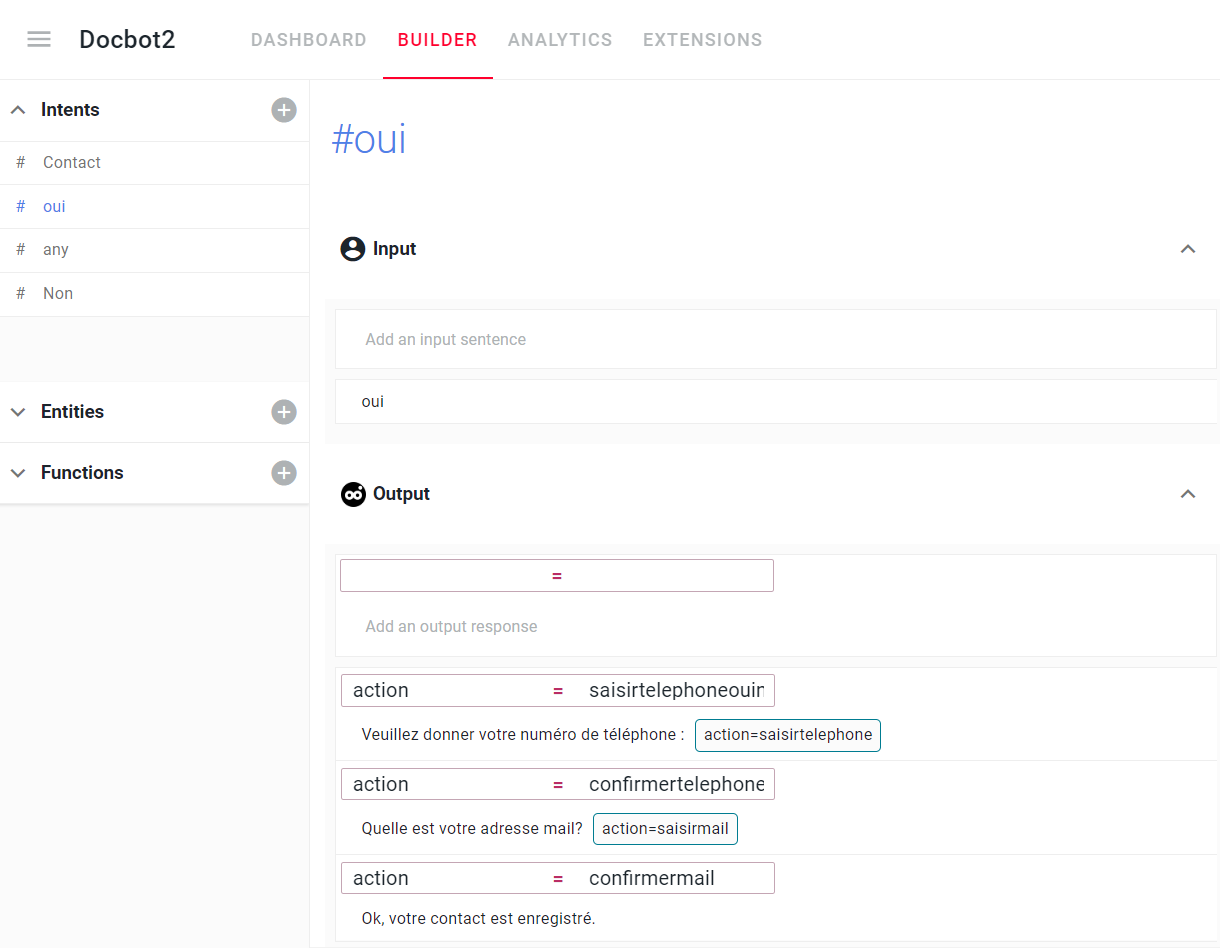 Docbot2 DASHBOARD BUILDER ANALYTICS EXTENSIONS
Intents
# Contact
# oui
# any
# Non
Entities
Functions
#oui
Input
Add an input sentence
oui
Output
=
Add an output response
action = saisirtelephoneouin
Veuillez donner votre numéro de téléphone : action=saisirtelephone
action = confirmertelephone
Quelle est votre adresse mail? action=saisirmail
action = confirmermail
Ok, votre contact est enregistré.